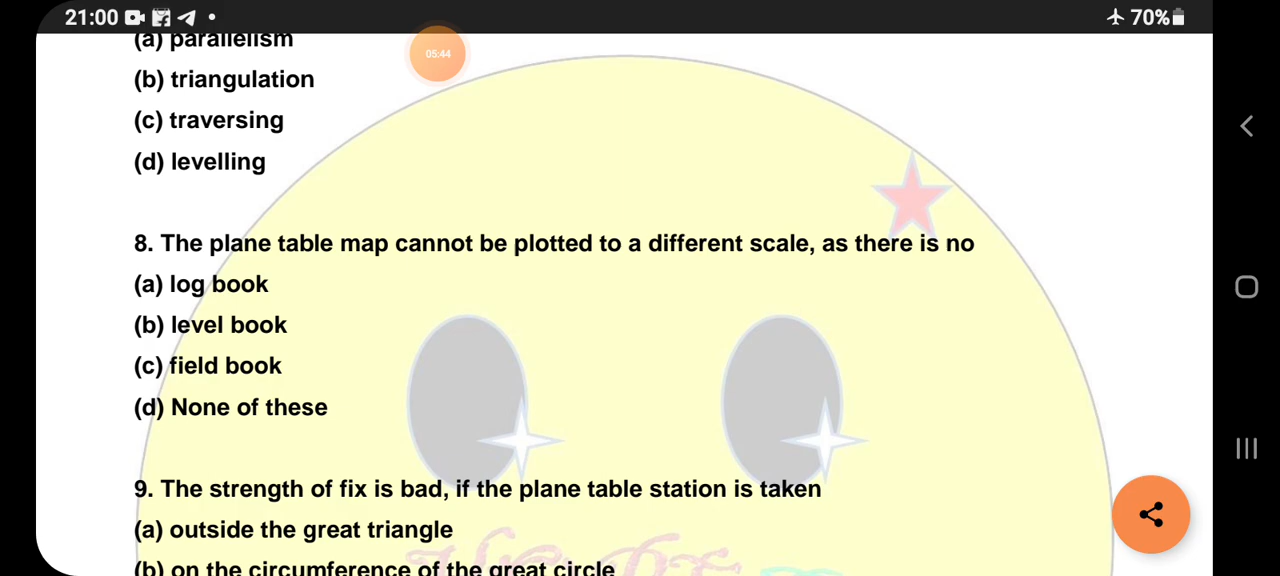 21:00
70%
(a) parallelism
05:44
(b) triangulation
(c) traversing
(d) levelling
8. The plane table map cannot be plotted to a different scale, as there is no
(a) log book
(b) level book
(c) field book
(d) None of these
9. The strength of fix is bad, if the plane table station is taken
(a) outside the great triangle
(b) on the circumference of the great circle